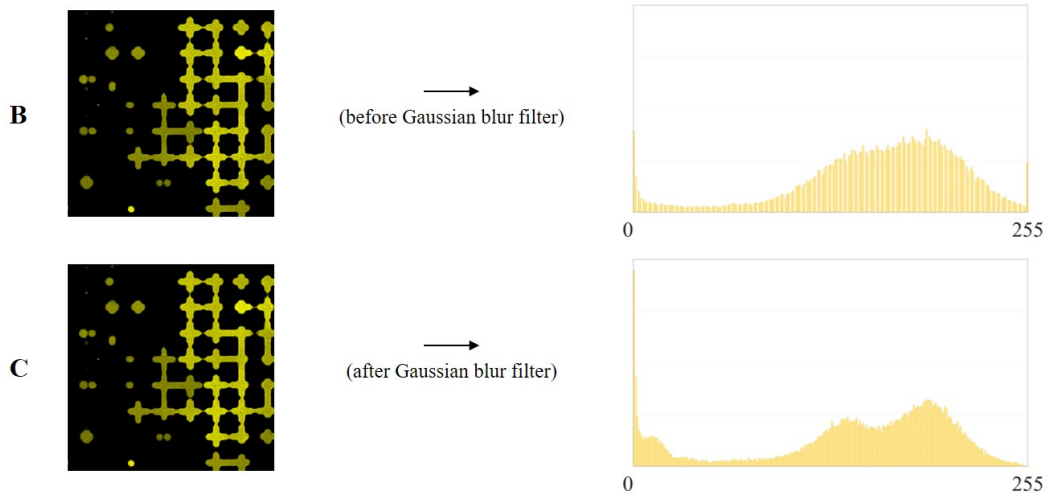 B
(before Gaussian blur filter)
0
255
C
(after Gaussian blur filter)
0
255